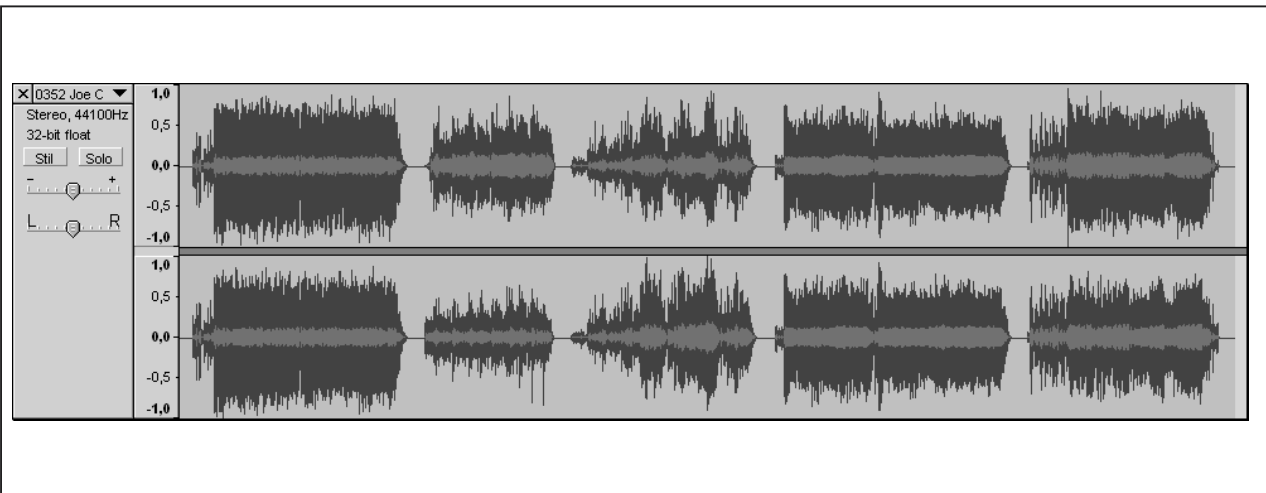 0352 Joe C
Stereo, 44100Hz
32-bit float
Stil Solo
- +
L R
1,0
0,5
0,0
-0,5
-1,0
1,0
0,5
0,0
-0,5
-1,0